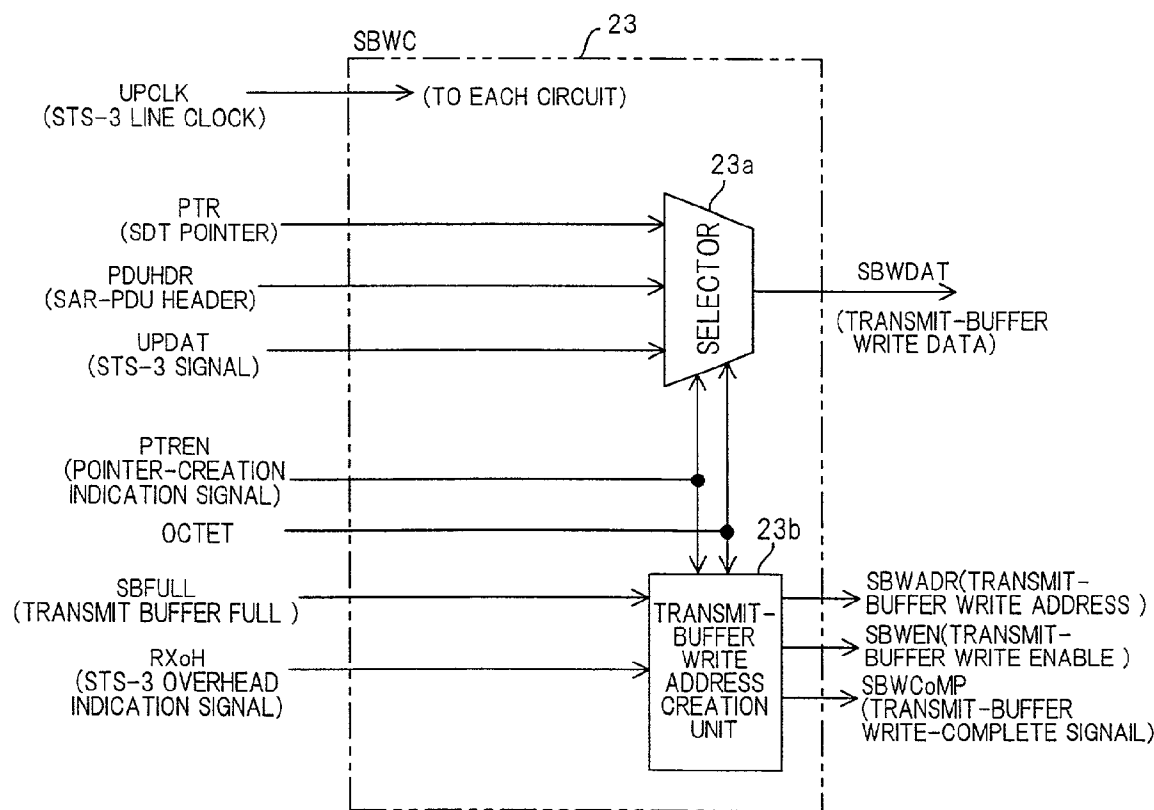 23
SBWC
UPCLK
(STS-3 LINE CLOCK)
(TO EACH CIRCUIT)
23a
PTR
(SDT POINTER)
PDUHDR
(SAR-PDU HEADER)
UPDAT
(STS-3 SIGNAL)
SELECTOR
SBWDAT
(TRANSMIT-BUFFER
WRITE DATA)
PTREN
(POINTER-CREATION
INDICATION SIGNAL)
OCTET
23b
SBFULL
(TRANSMIT BUFFER FULL )
RXoH
(STS-3 OVERHEAD
INDICATION SIGNAL)
TRANSMIT-
BUFFER
WRITE
ADDRESS
CREATION
UNIT
SBWADR(TRANSMIT-
BUFFER WRITE ADDRESS )
SBWEN(TRANSMIT-
BUFFER WRITE ENABLE )
SBWCoMP
(TRANSMIT-BUFFER
WRITE-COMPLETE SIGNAIL)